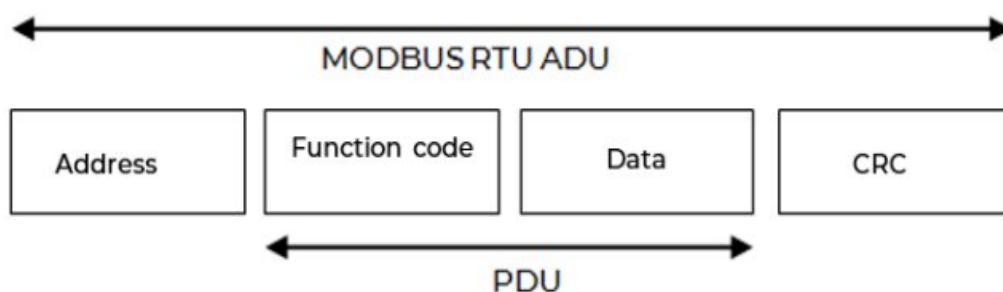 MODBUS RTU ADU
Address
Function code
Data
CRC
PDU